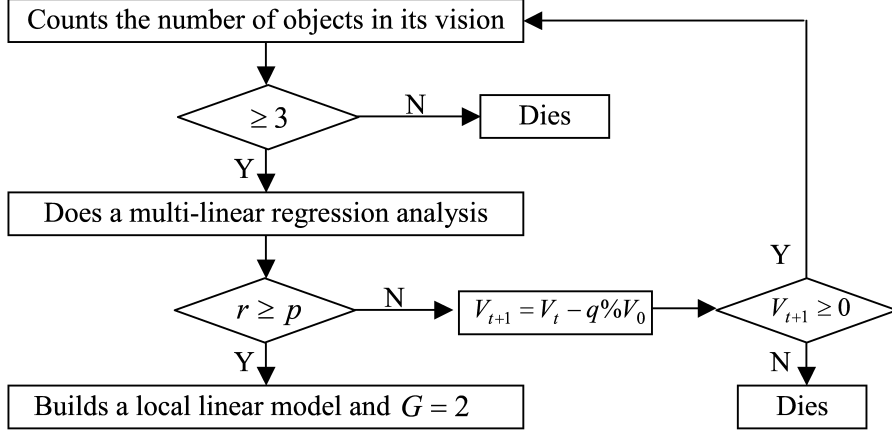 Counts the number of objects in its vision
≥ 3
N
Dies
Y
Does a multi-linear regression analysis
Y
r ≥ p
N
V_{t+1} = V_t − q%V_0
V_{t+1} ≥ 0
Y
N
Builds a local linear model and G = 2
Dies